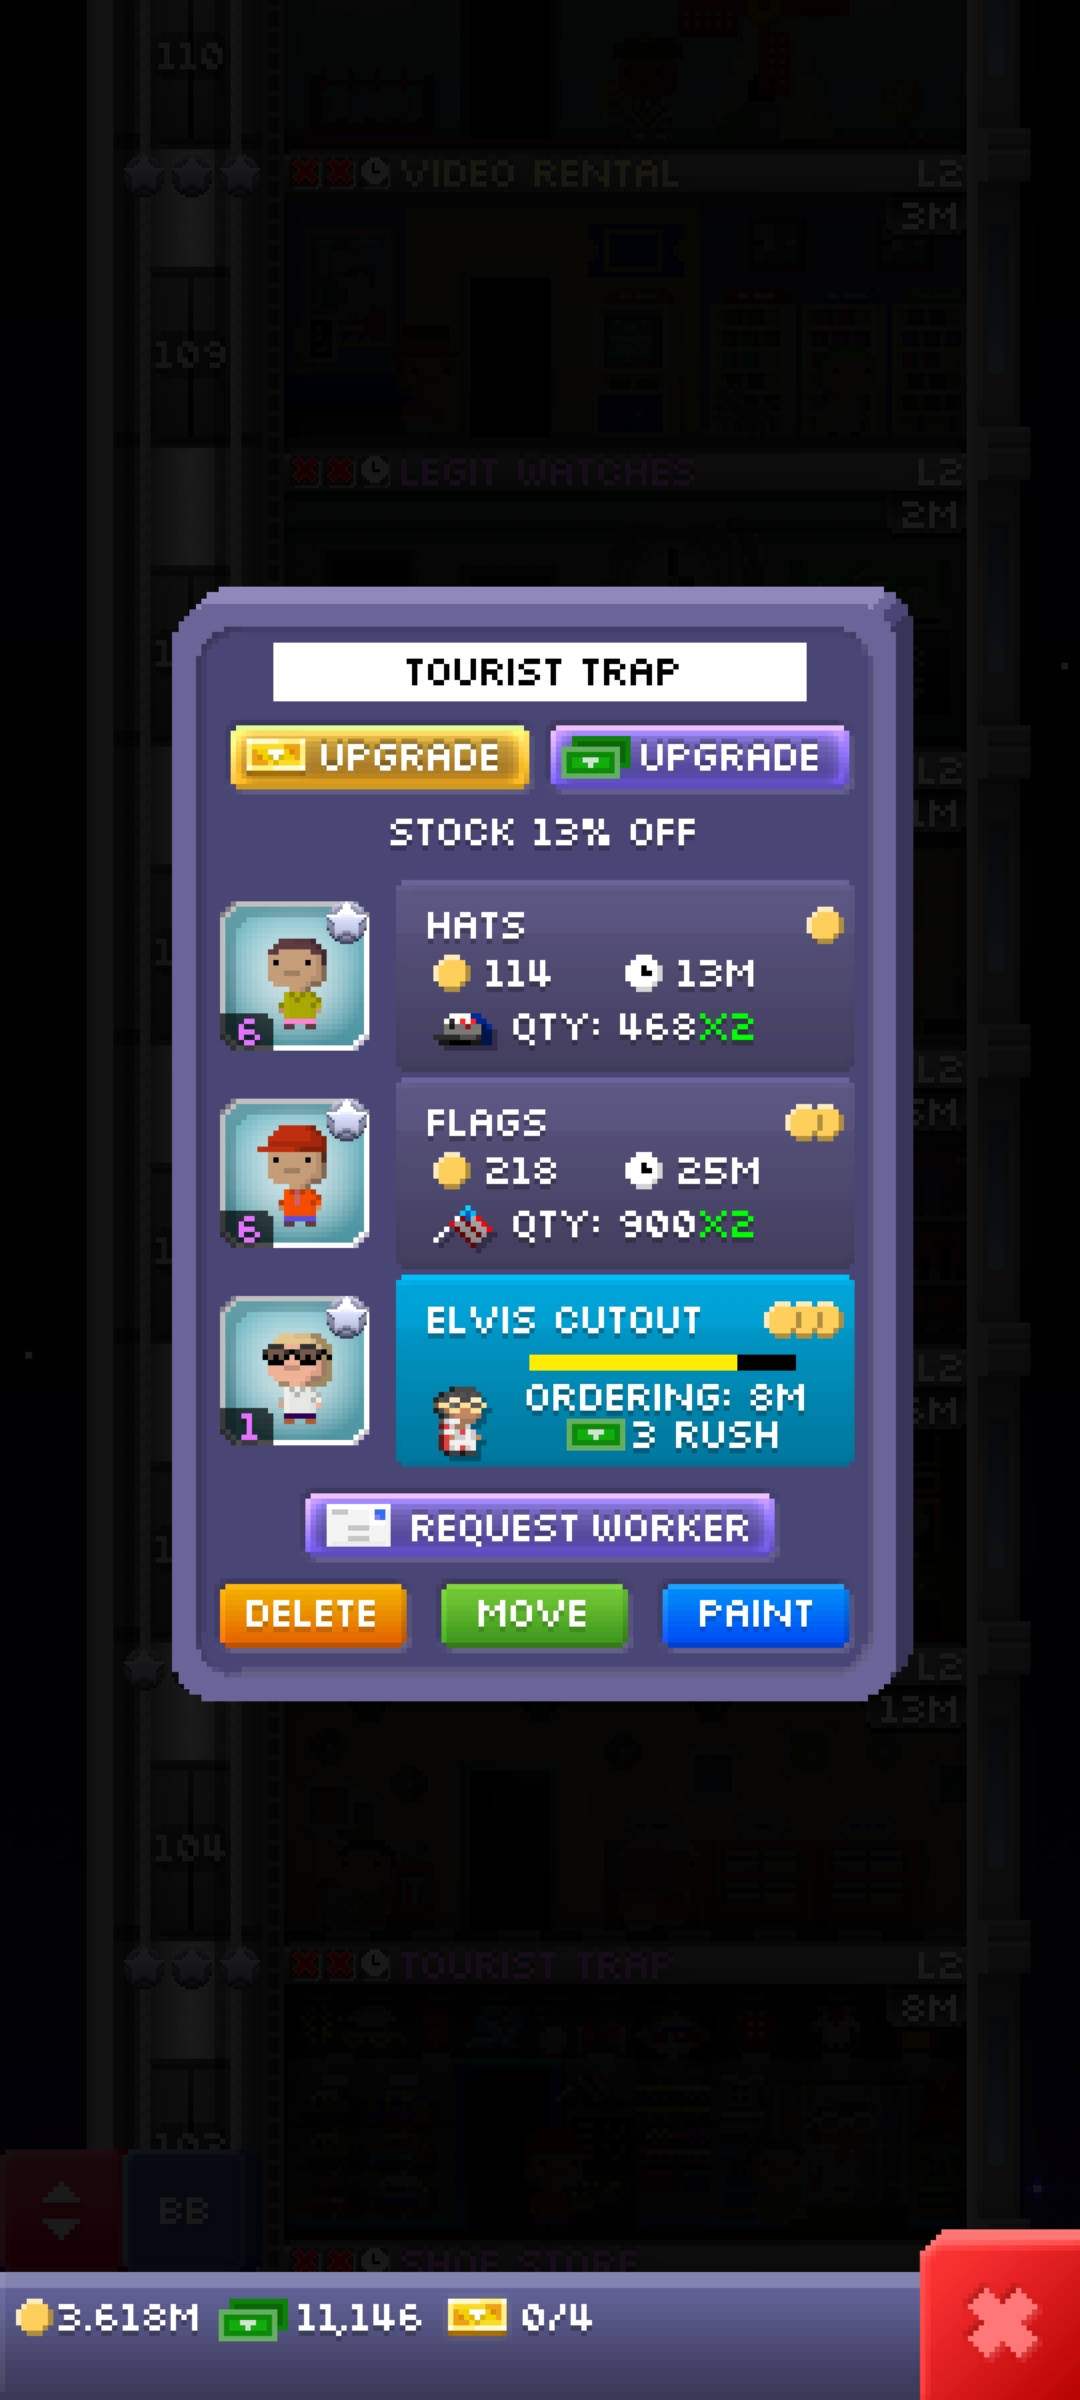 110
VIDEO RENTAL L2
3M
109
LEGIT WATCHES L2
2M
TOURIST TRAP
UPGRADE UPGRADE
STOCK 13% OFF
HATS
114 13M
QTY: 468X2
6
FLAGS
218 25M
QTY: 900X2
6
ELVIS CUTOUT
ORDERING: 8M
3 RUSH
1
REQUEST WORKER
DELETE MOVE PAINT
L2
13M
104
TOURIST TRAP L2
8M
103
BB
SHOE STORE
3.618M 11,146 0/4